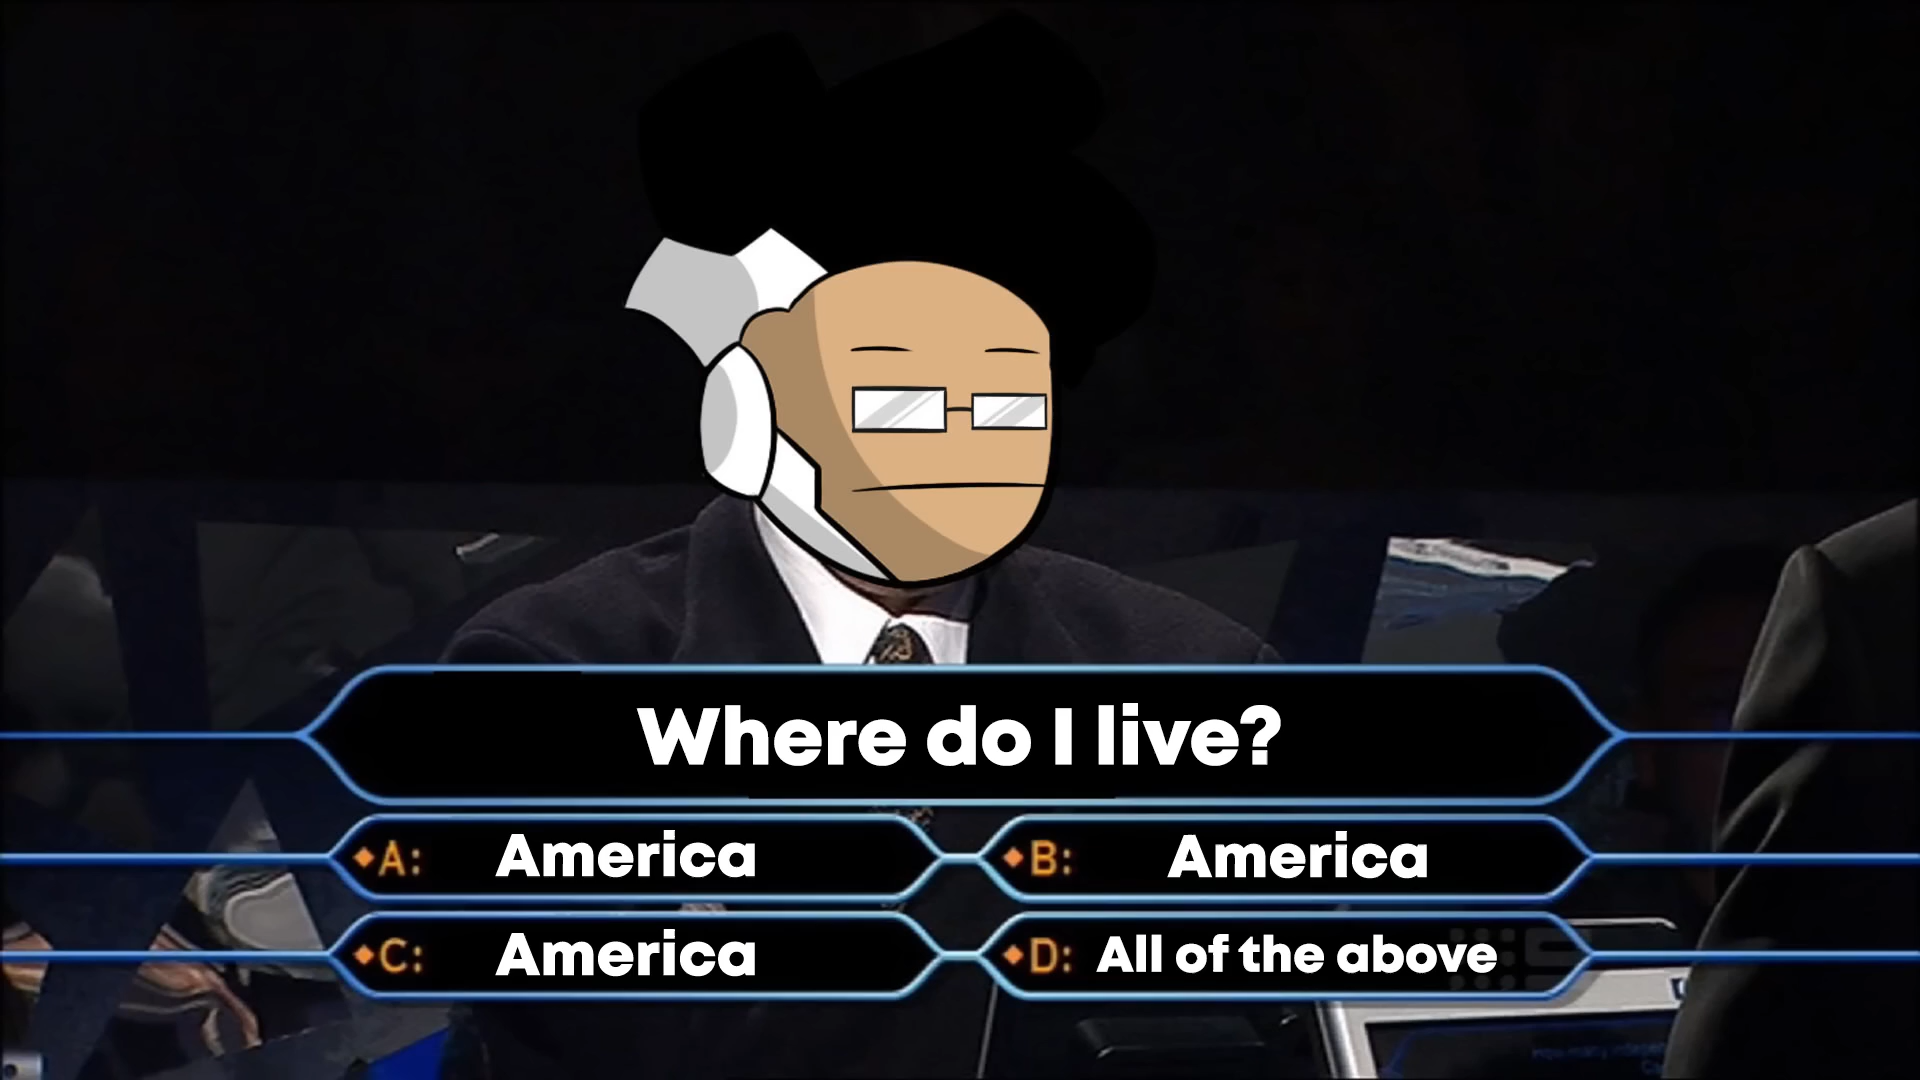 Where do I live?
A: America
B: America
C: America
D: All of the above